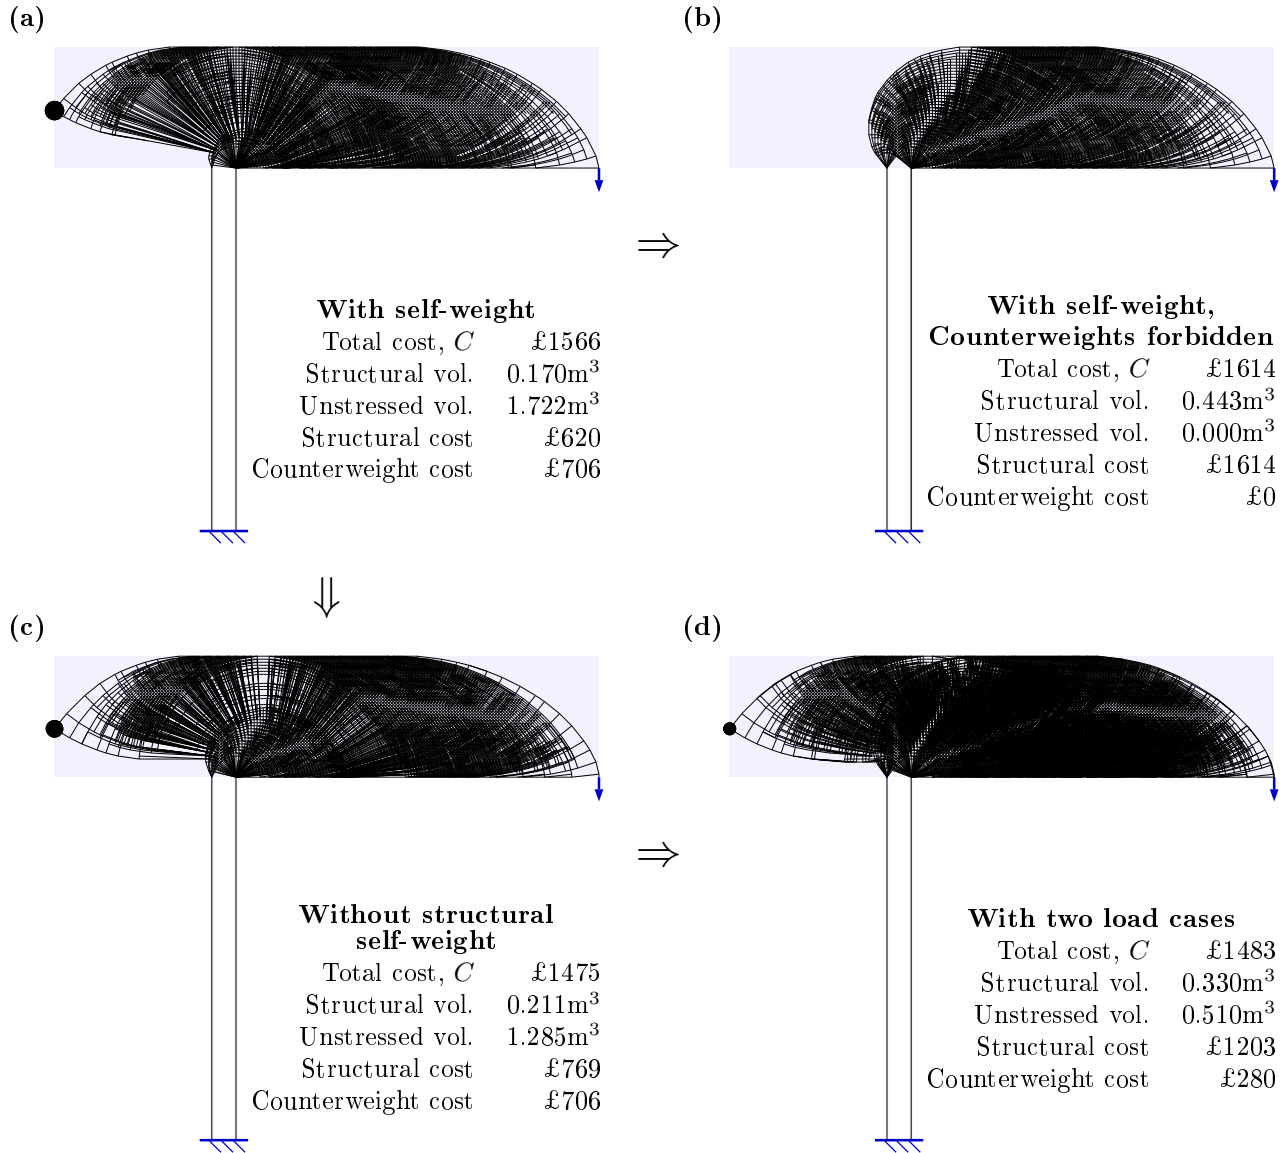 (a)
With self-weight
Total cost, C £1566
Structural vol. 0.170m³
Unstressed vol. 1.722m³
Structural cost £620
Counterweight cost £706
⇒
(b)
With self-weight,
Counterweights forbidden
Total cost, C £1614
Structural vol. 0.443m³
Unstressed vol. 0.000m³
Structural cost £1614
Counterweight cost £0
⇓
(c)
Without structural
self-weight
Total cost, C £1475
Structural vol. 0.211m³
Unstressed vol. 1.285m³
Structural cost £769
Counterweight cost £706
⇒
(d)
With two load cases
Total cost, C £1483
Structural vol. 0.330m³
Unstressed vol. 0.510m³
Structural cost £1203
Counterweight cost £280